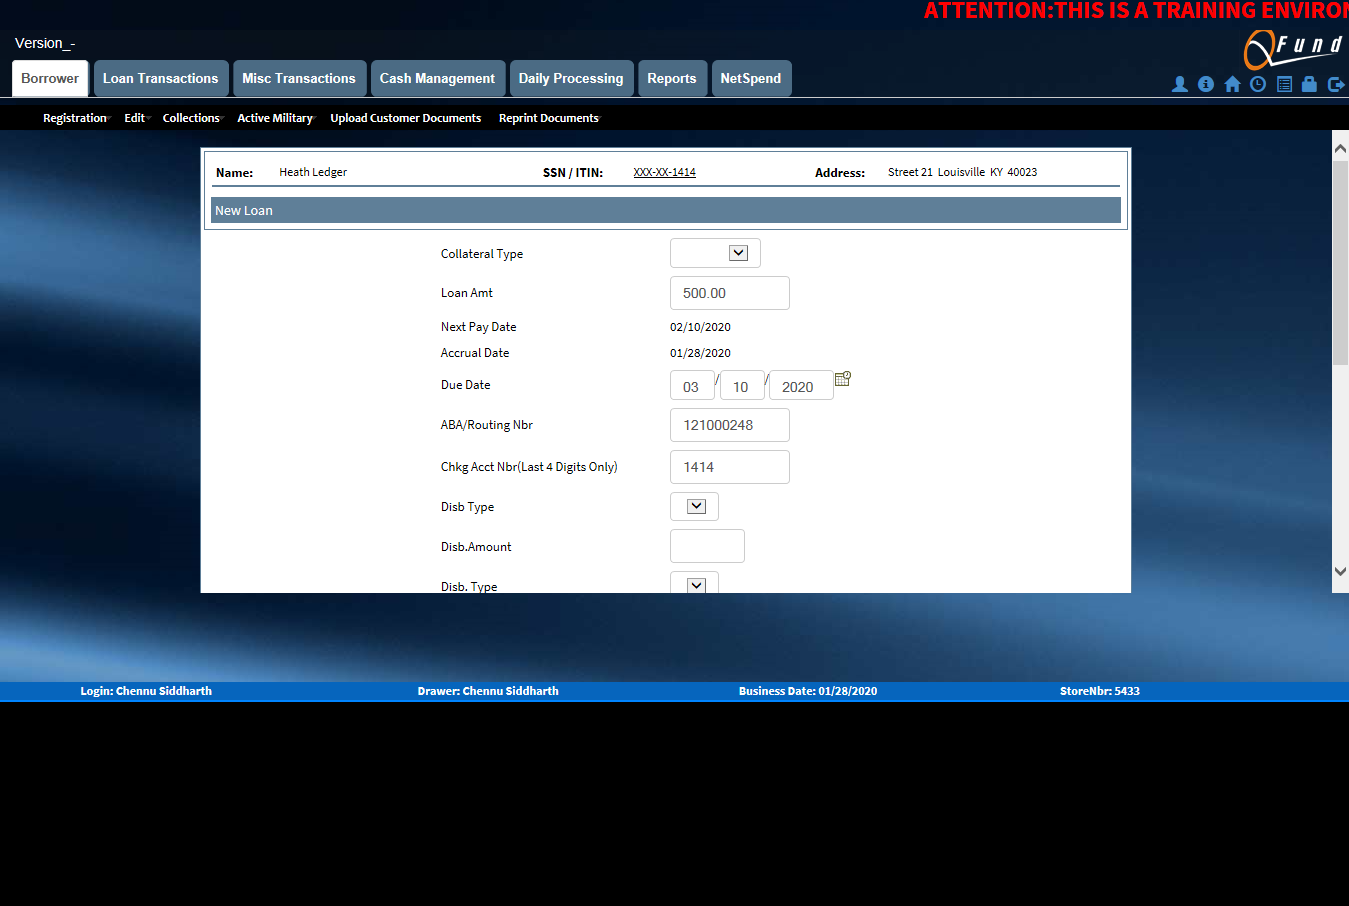 ATTENTION:THIS IS A TRAINING ENVIRON
Version_-
QFund
Borrower Loan Transactions Misc Transactions Cash Management Daily Processing Reports NetSpend
Registration Edit Collections Active Military Upload Customer Documents Reprint Documents
Name: Heath Ledger SSN / ITIN: XXX-XX-1414 Address: Street 21 Louisville KY 40023
New Loan
Collateral Type
Loan Amt 500.00
Next Pay Date 02/10/2020
Accrual Date 01/28/2020
Due Date 03 / 10 / 2020
ABA/Routing Nbr 121000248
Chkg Acct Nbr(Last 4 Digits Only) 1414
Disb Type
Disb.Amount
Disb. Type
Login: Chennu Siddharth Drawer: Chennu Siddharth Business Date: 01/28/2020 StoreNbr: 5433